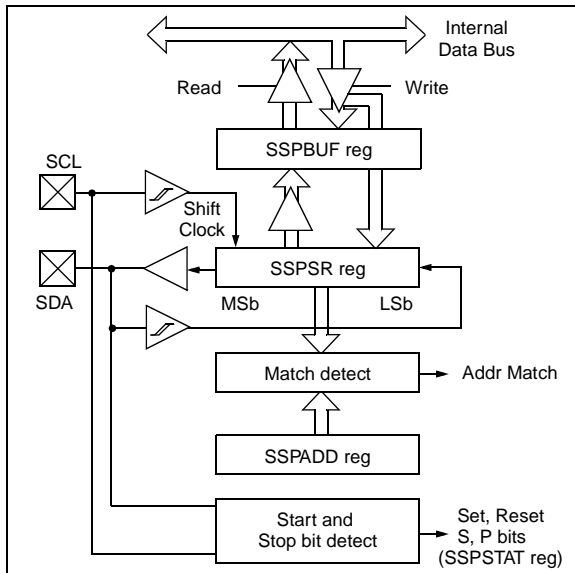 Internal
Data Bus
Read
Write
SSPBUF reg
SCL
Shift
Clock
SSPSR reg
SDA
MSb
LSb
Match detect
Addr Match
SSPADD reg
Start and
Stop bit detect
Set, Reset
S, P bits
(SSPSTAT reg)